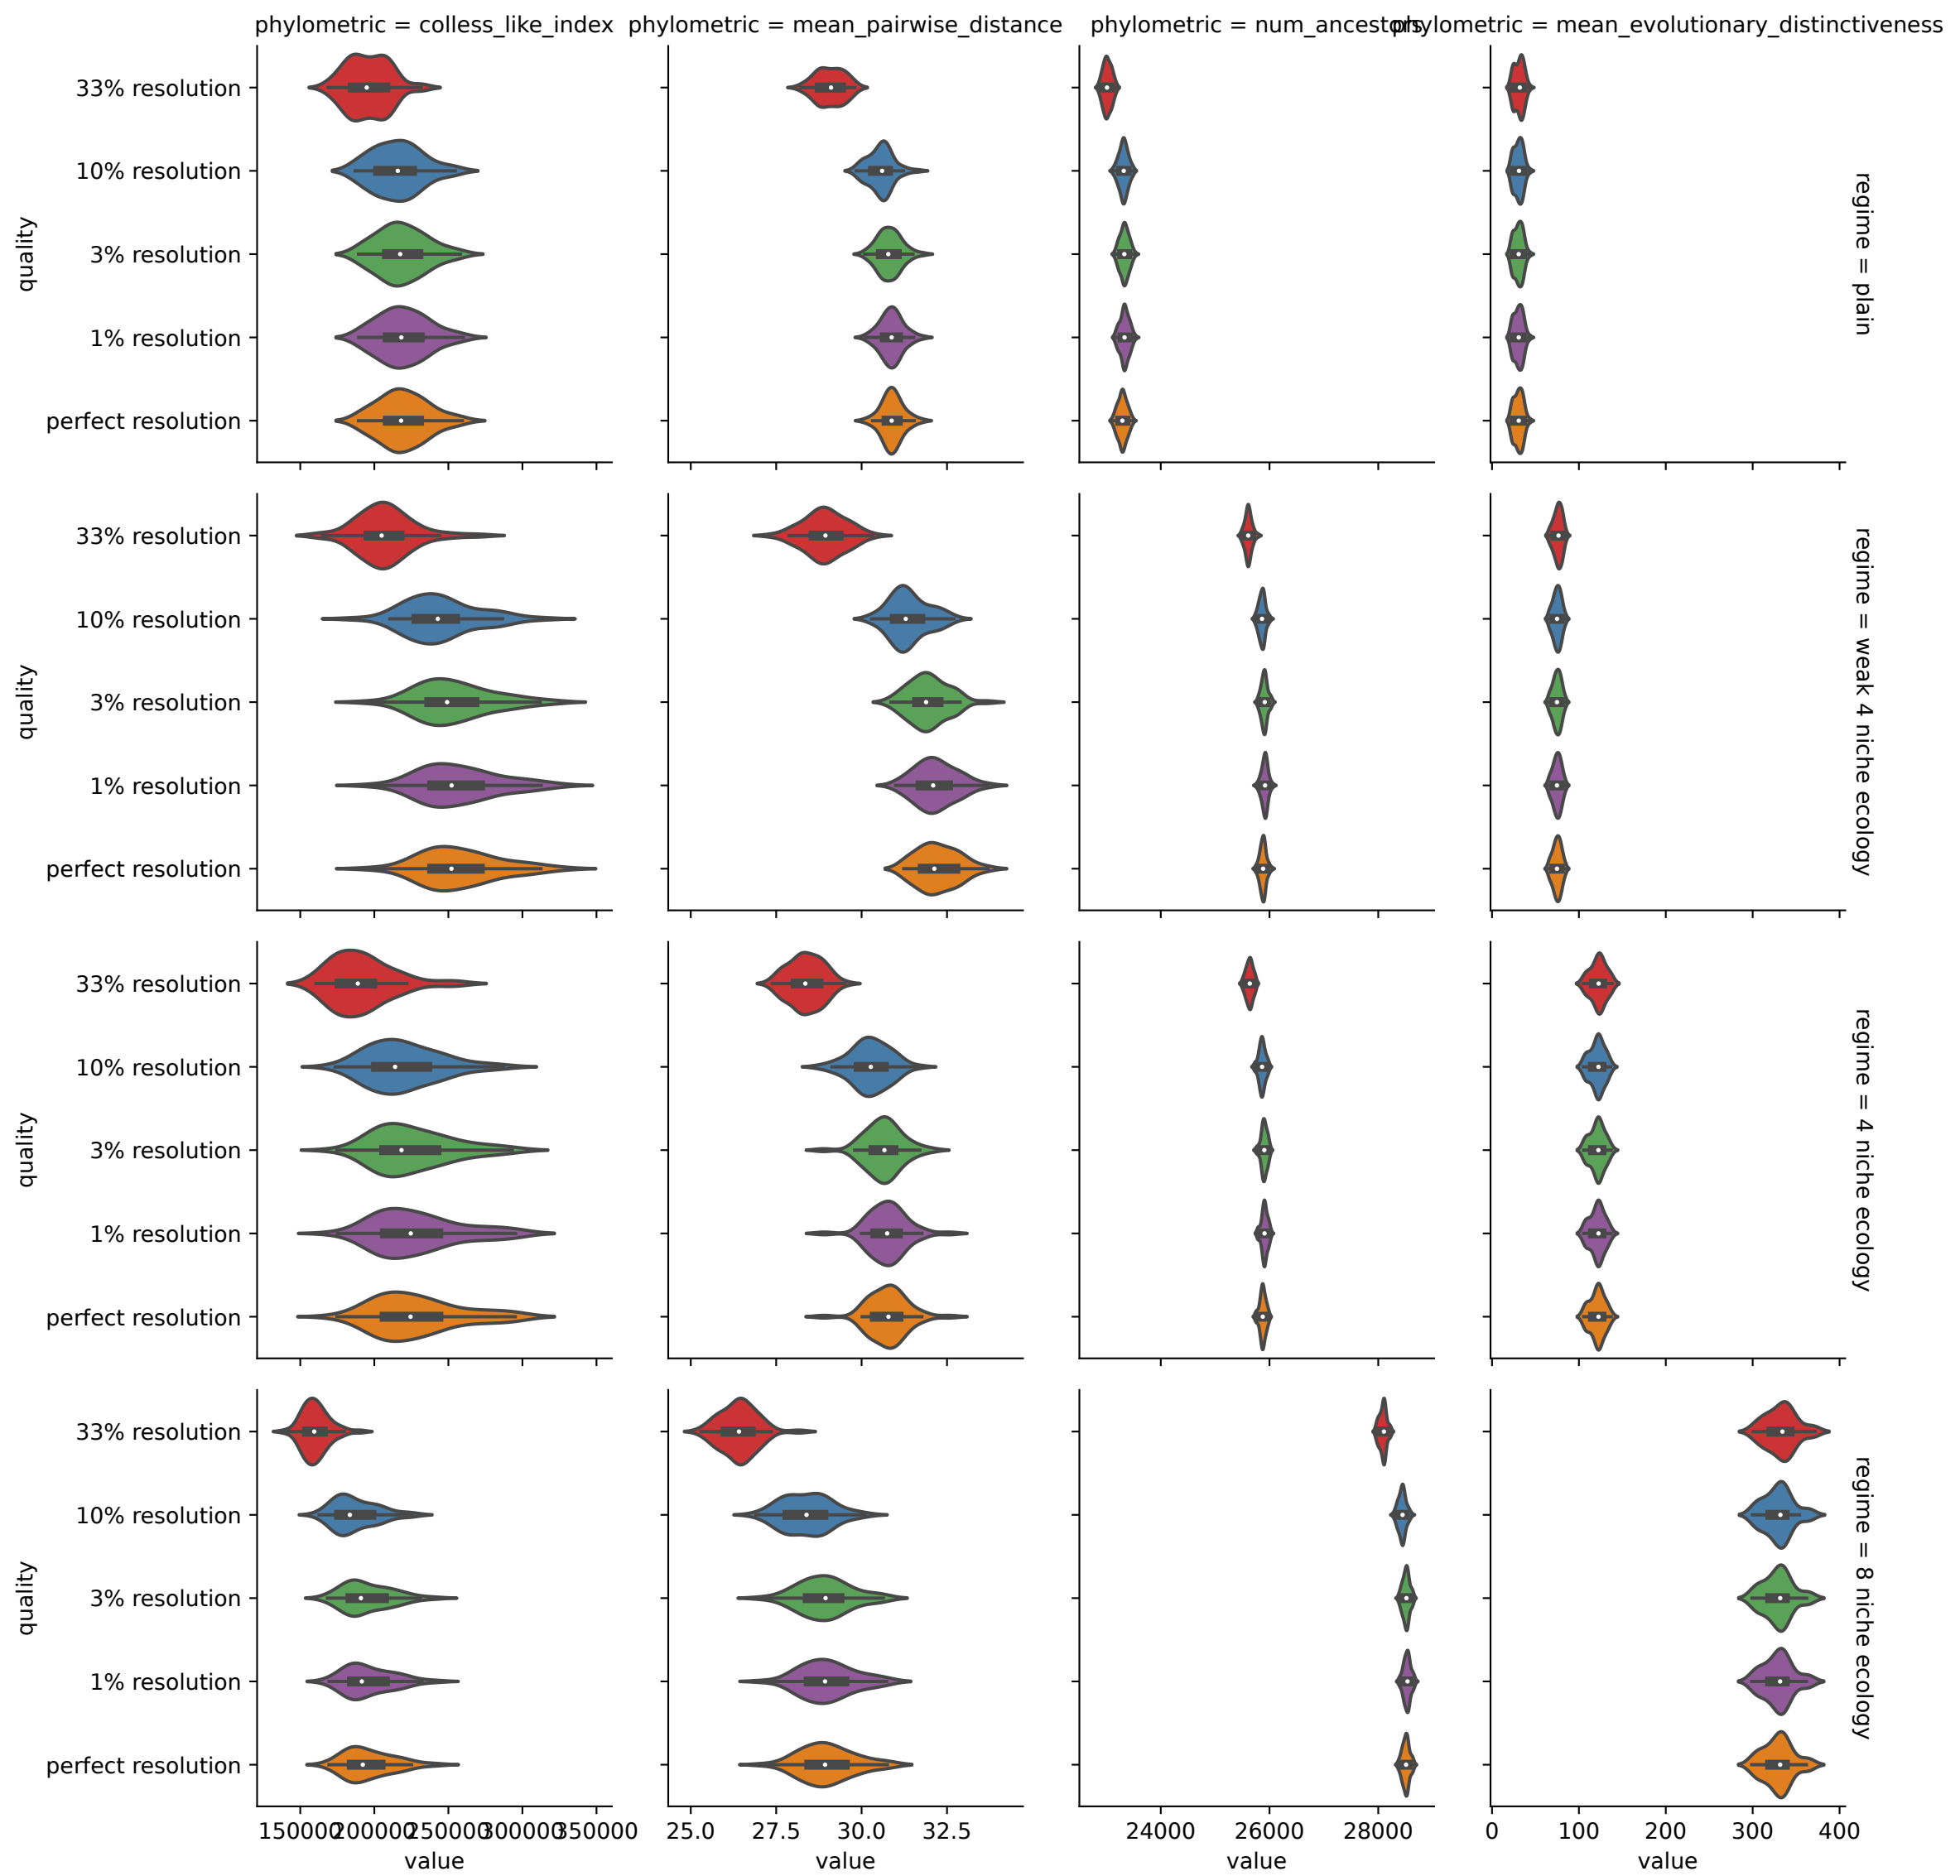 phylometric = colless_like_index
phylometric = mean_pairwise_distance
phylometric = num_ancestors
phylometric = mean_evolutionary_distinctiveness
quality
33% resolution
10% resolution
3% resolution
1% resolution
perfect resolution
regime = plain
quality
33% resolution
10% resolution
3% resolution
1% resolution
perfect resolution
regime = weak 4 niche ecology
quality
33% resolution
10% resolution
3% resolution
1% resolution
perfect resolution
regime = 4 niche ecology
quality
33% resolution
10% resolution
3% resolution
1% resolution
perfect resolution
regime = 8 niche ecology
150000 200000 250000 300000 350000
25.0 27.5 30.0 32.5
24000 26000 28000
0 100 200 300 400
value
value
value
value